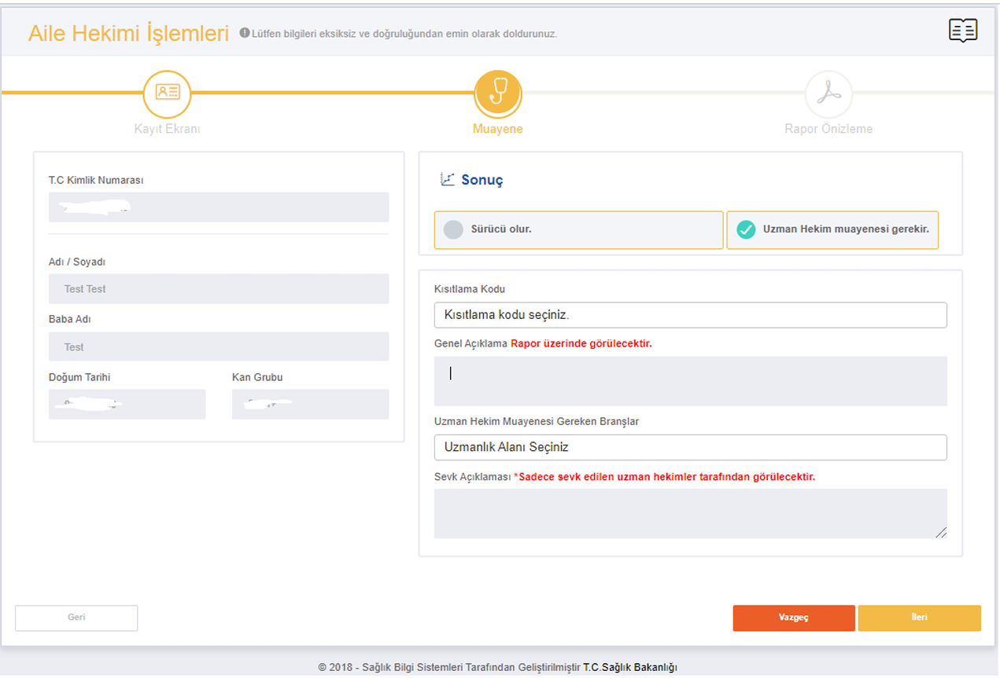 Aile Hekimi İşlemleri
Lütfen bilgileri eksiksiz ve doğruluğundan emin olarak doldurunuz.
Kayıt Ekranı
Muayene
Rapor Önizleme
T.C Kimlik Numarası
Adı / Soyadı
Test Test
Baba Adı
Test
Doğum Tarihi
Kan Grubu
Sonuç
Sürücü olur.
Uzman Hekim muayenesi gerekir.
Kısıtlama Kodu
Kısıtlama kodu seçiniz.
Genel Açıklama Rapor üzerinde görülecektir.
Uzman Hekim Muayenesi Gereken Branşlar
Uzmanlık Alanı Seçiniz
Sevk Açıklaması *Sadece sevk edilen uzman hekimler tarafından görülecektir.
Geri
Vazgeç
İleri
© 2018 - Sağlık Bilgi Sistemleri Tarafından Geliştirilmiştir T.C.Sağlık Bakanlığı